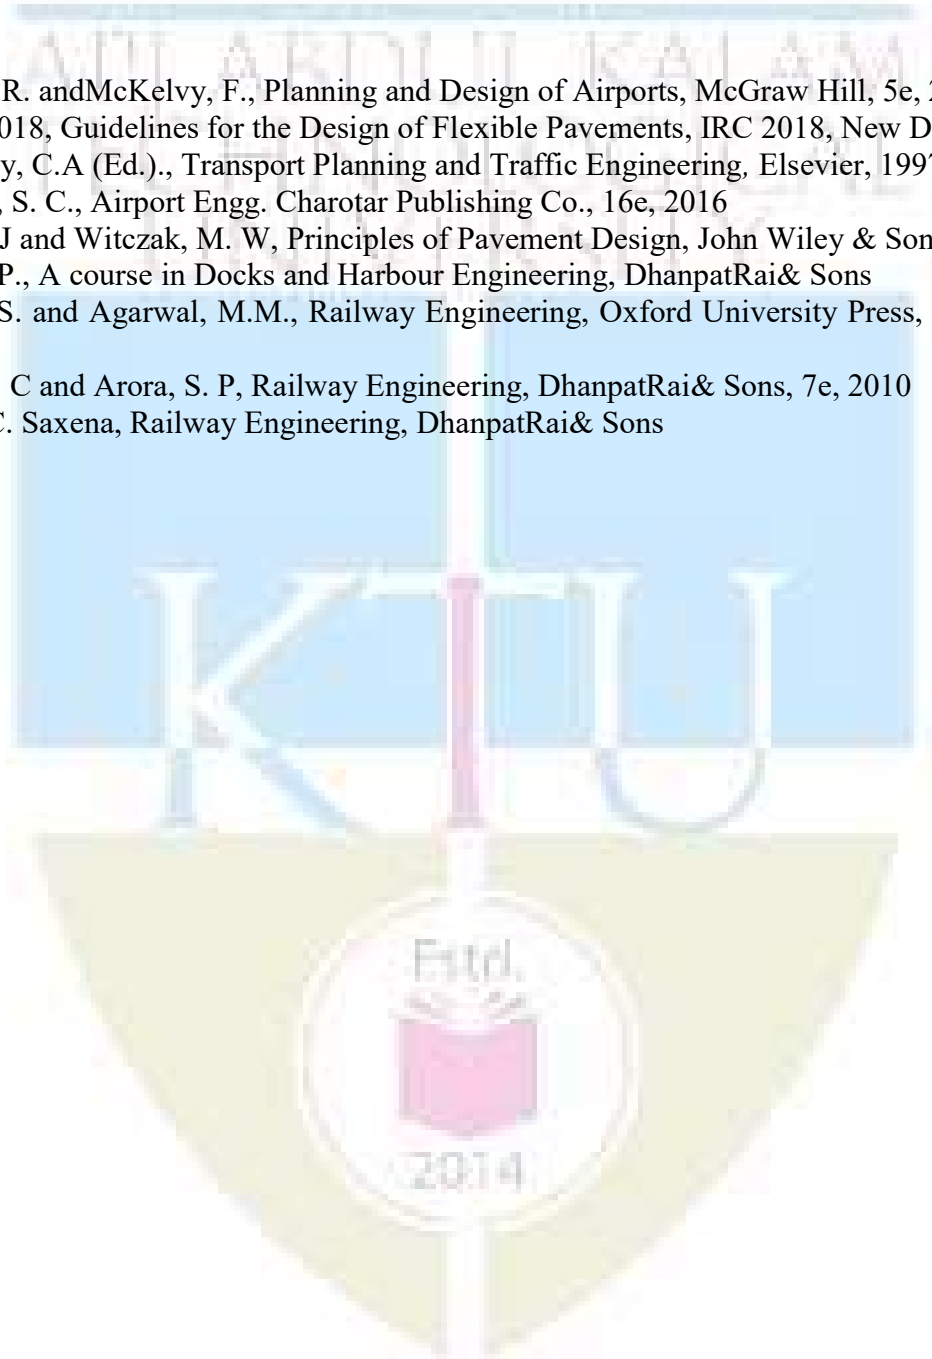 R. andMcKelvy, F., Planning and Design of Airports, McGraw Hill, 5e,
018, Guidelines for the Design of Flexible Pavements, IRC 2018, New D
y, C.A (Ed.)., Transport Planning and Traffic Engineering, Elsevier, 199
, S. C., Airport Engg. Charotar Publishing Co., 16e, 2016
J and Witczak, M. W, Principles of Pavement Design, John Wiley & Son
P., A course in Docks and Harbour Engineering, DhanpatRai& Sons
S. and Agarwal, M.M., Railway Engineering, Oxford University Press,
C and Arora, S. P, Railway Engineering, DhanpatRai& Sons, 7e, 2010
C. Saxena, Railway Engineering, DhanpatRai& Sons
KTU
Estd.
2014